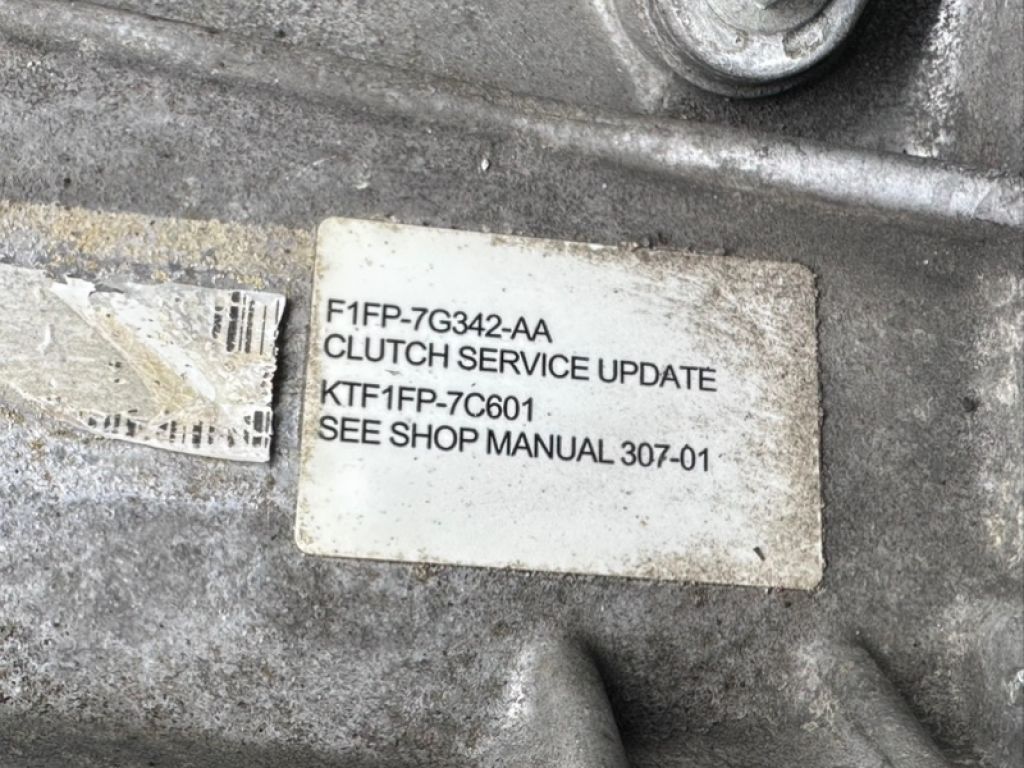 F1FP-7G342-AA
CLUTCH SERVICE UPDATE
KTF1FP-7C601
SEE SHOP MANUAL 307-01